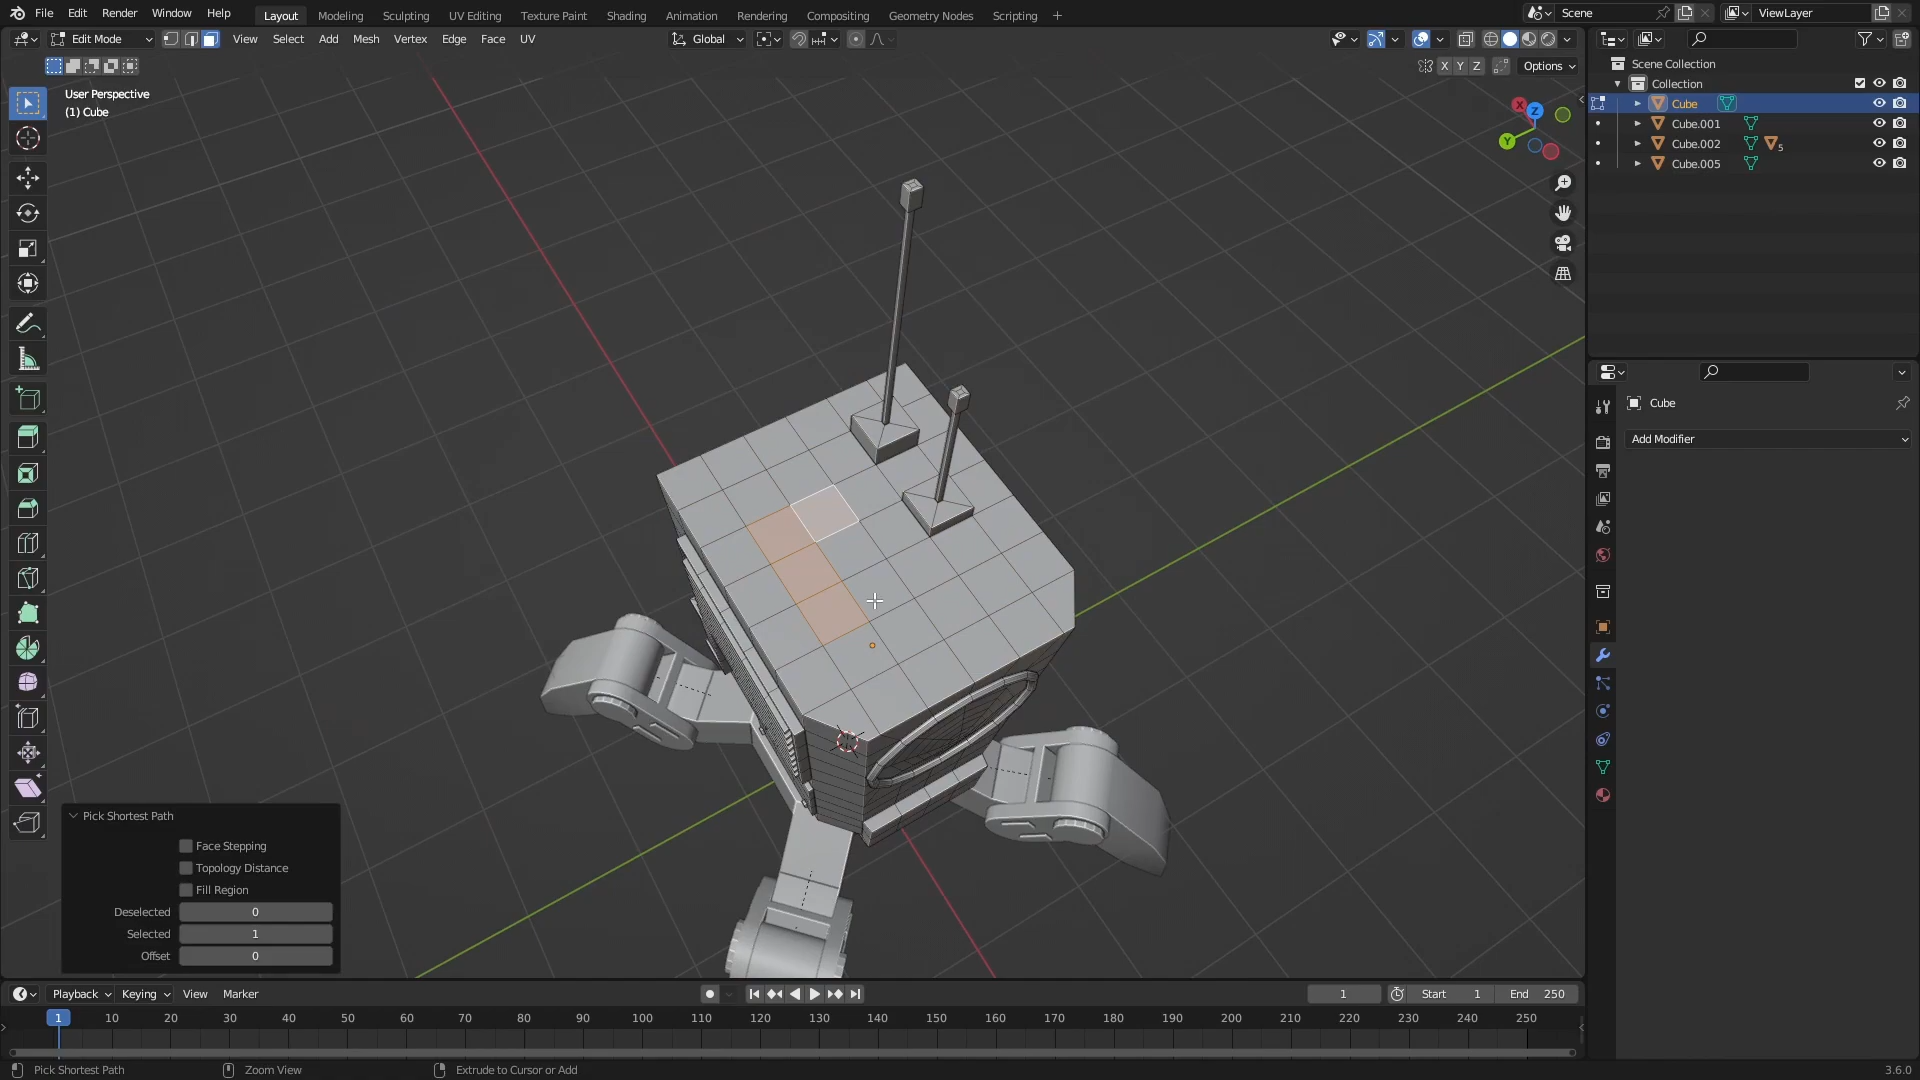 File Edit Render Window Help Layout Modeling Sculpting UV Editing Texture Paint Shading Animation Rendering Compositing Geometry Nodes Scripting + Scene ViewLayer
Edit Mode View Select Add Mesh Vertex Edge Face UV Global
X Y Z Options
User Perspective
(1) Cube
Scene Collection
Collection
Cube
Cube.001
Cube.002 5
Cube.005
X Z
Y
Cube
Add Modifier
Pick Shortest Path
Face Stepping
Topology Distance
Fill Region
Deselected 0
Selected 1
Offset 0
Playback Keying View Marker 1 Start 1 End 250
1 10 20 30 40 50 60 70 80 90 100 110 120 130 140 150 160 170 180 190 200 210 220 230 240 250
Pick Shortest Path Zoom View Extrude to Cursor or Add 3.6.0